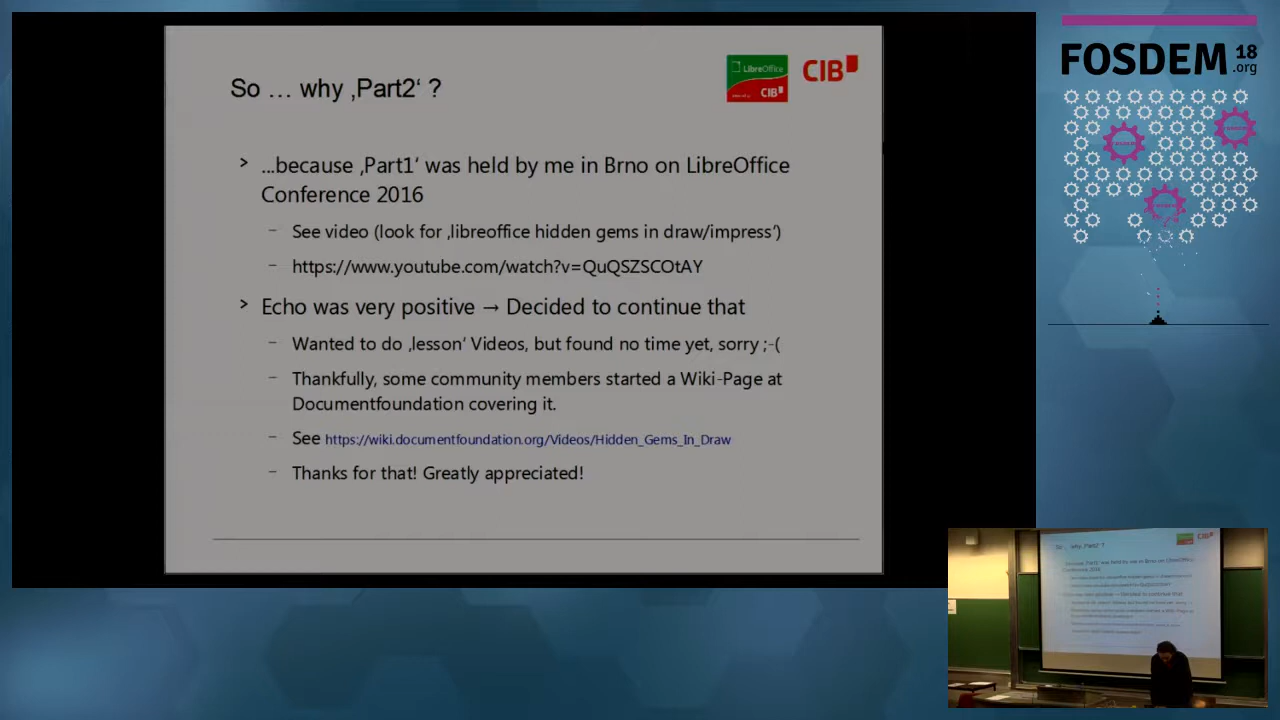 So … why ‚Part2‘ ?
LibreOffice
CIB
CIB
> ...because ‚Part1‘ was held by me in Brno on LibreOffice
Conference 2016
– See video (look for ‚libreoffice hidden gems in draw/impress‘)
– https://www.youtube.com/watch?v=QuQSZSCOtAY
> Echo was very positive → Decided to continue that
– Wanted to do ‚lesson‘ Videos, but found no time yet, sorry ;-(
– Thankfully, some community members started a Wiki-Page at
Documentfoundation covering it.
– See https://wiki.documentfoundation.org/Videos/Hidden_Gems_In_Draw
– Thanks for that! Greatly appreciated!
FOSDEM 18
.org
So … why ‚Part2‘ ?
CIB